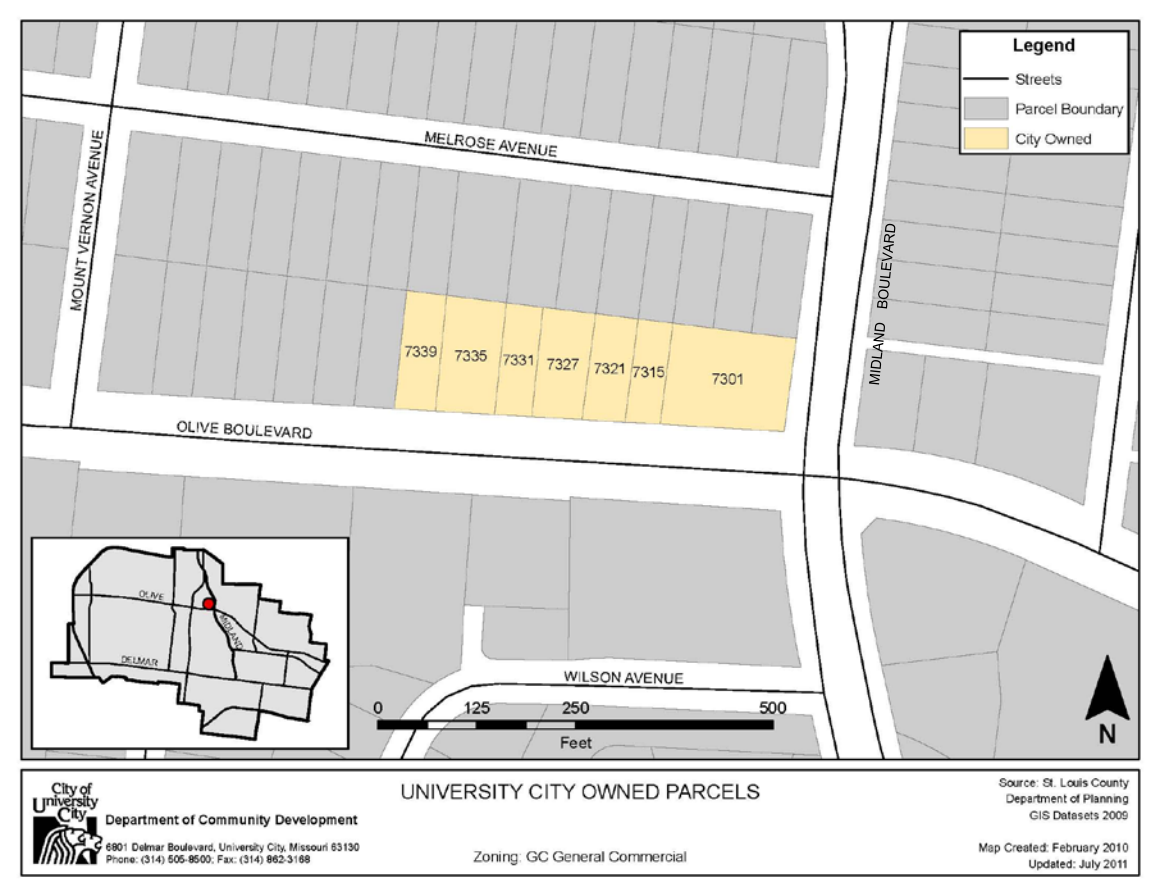 Legend
Streets
Parcel Boundary
City Owned
MELROSE AVENUE
MOUNT VERNON AVENUE
MIDLAND BOULEVARD
7339
7335
7331
7327
7321
7315
7301
OLIVE BOULEVARD
OLIVE
MIDLAND
DELMAR
WILSON AVENUE
0 125 250 500
Feet
N
City of
University
City
Department of Community Development
6801 Delmar Boulevard, University City, Missouri 63130
Phone: (314) 505-8500; Fax: (314) 862-3168
UNIVERSITY CITY OWNED PARCELS
Zoning: GC General Commercial
Source: St. Louis County
Department of Planning
GIS Datasets 2009
Map Created: February 2010
Updated: July 2011